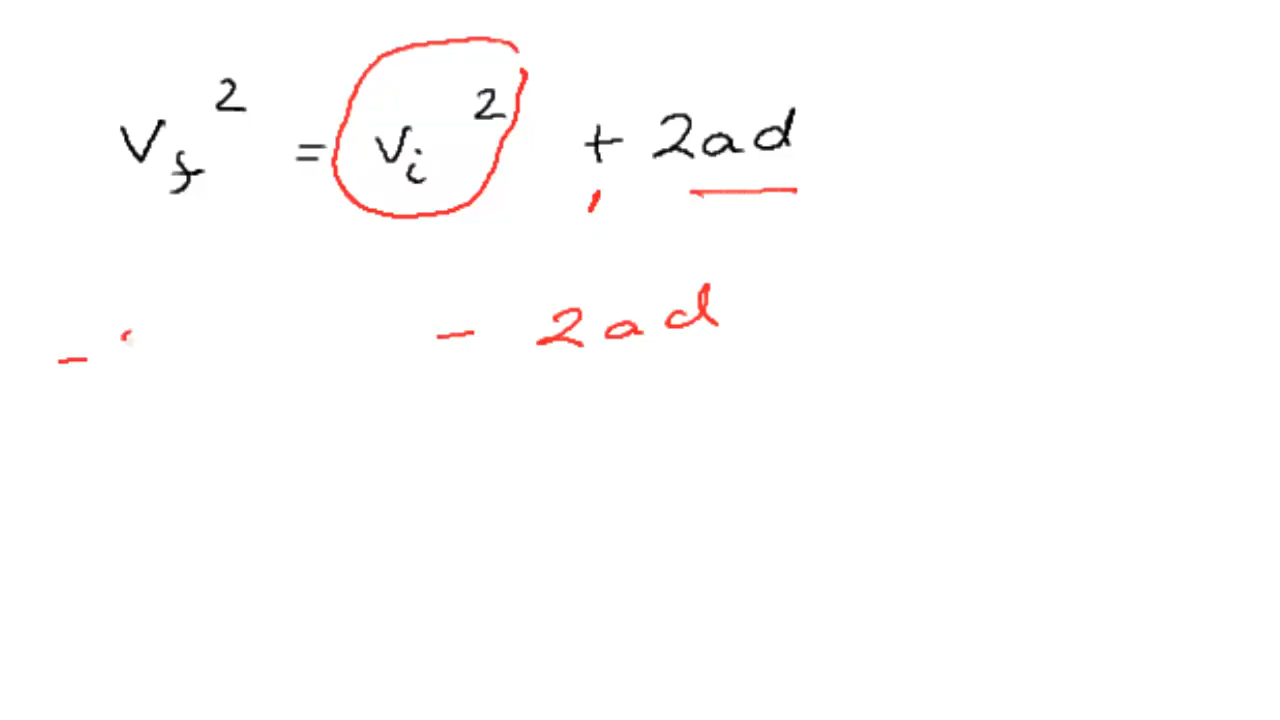 Vf² = Vi² + 2ad
- - 2ad